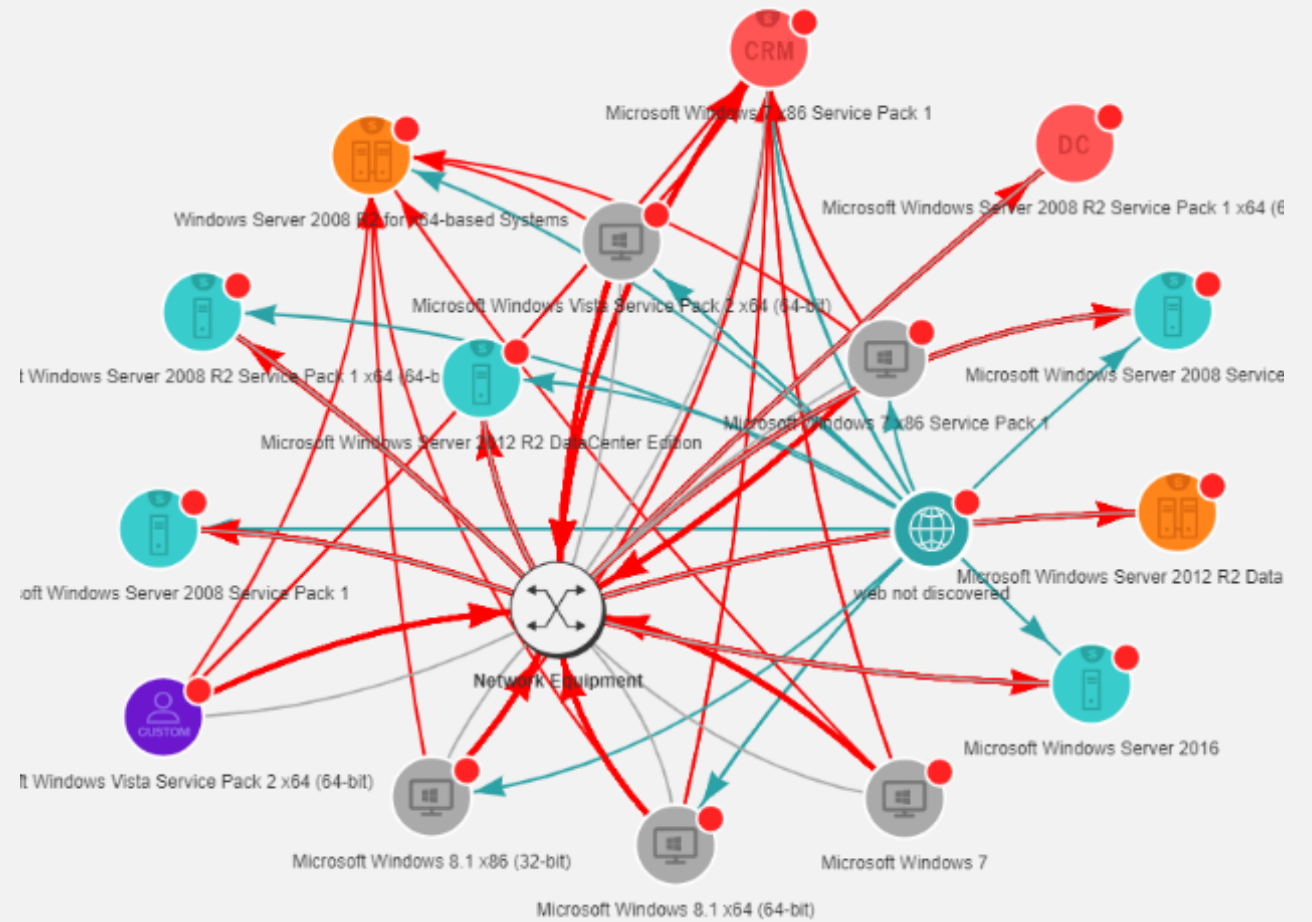 CRM
Microsoft Windows 7 x86 Service Pack 1
DC
Windows Server 2008 R2 for x64-based Systems
Microsoft Windows Server 2008 R2 Service Pack 1 x64 (6
Microsoft Windows Vista Service Pack 2 x64 (64-bit)
t Windows Server 2008 R2 Service Pack 1 x64 (64-b
Microsoft Windows Server 2008 Service
Microsoft Windows 7 x86 Service Pack 1
Microsoft Windows Server 2012 R2 DataCenter Edition
Microsoft Windows Server 2012 R2 Data
soft Windows Server 2008 Service Pack 1
web not discovered
Network Equipment
CUSTOM
Microsoft Windows Server 2016
t Windows Vista Service Pack 2 x64 (64-bit)
Microsoft Windows 8.1 x86 (32-bit)
Microsoft Windows 7
Microsoft Windows 8.1 x64 (64-bit)